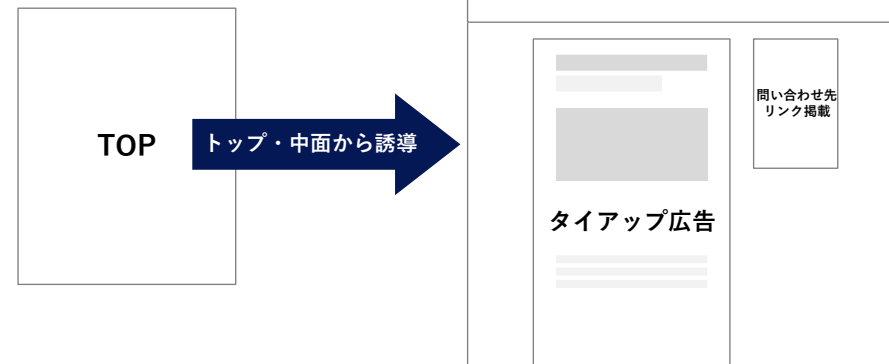 TOP
トップ・中面から誘導
タイアップ広告
問い合わせ先
リンク掲載